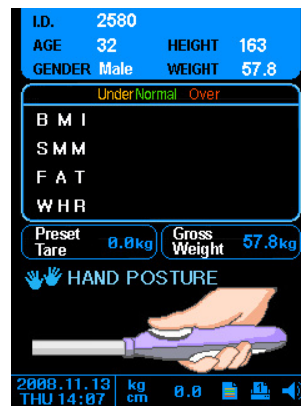 I.D. 2580
AGE 32 HEIGHT 163
GENDER Male WEIGHT 57.8
Under Normal Over
BMI
SMM
FAT
WHR
Preset Tare 0.0kg Gross Weight 57.8kg
HAND POSTURE
2008.11.13 kg
THU 14:07 cm 0.0